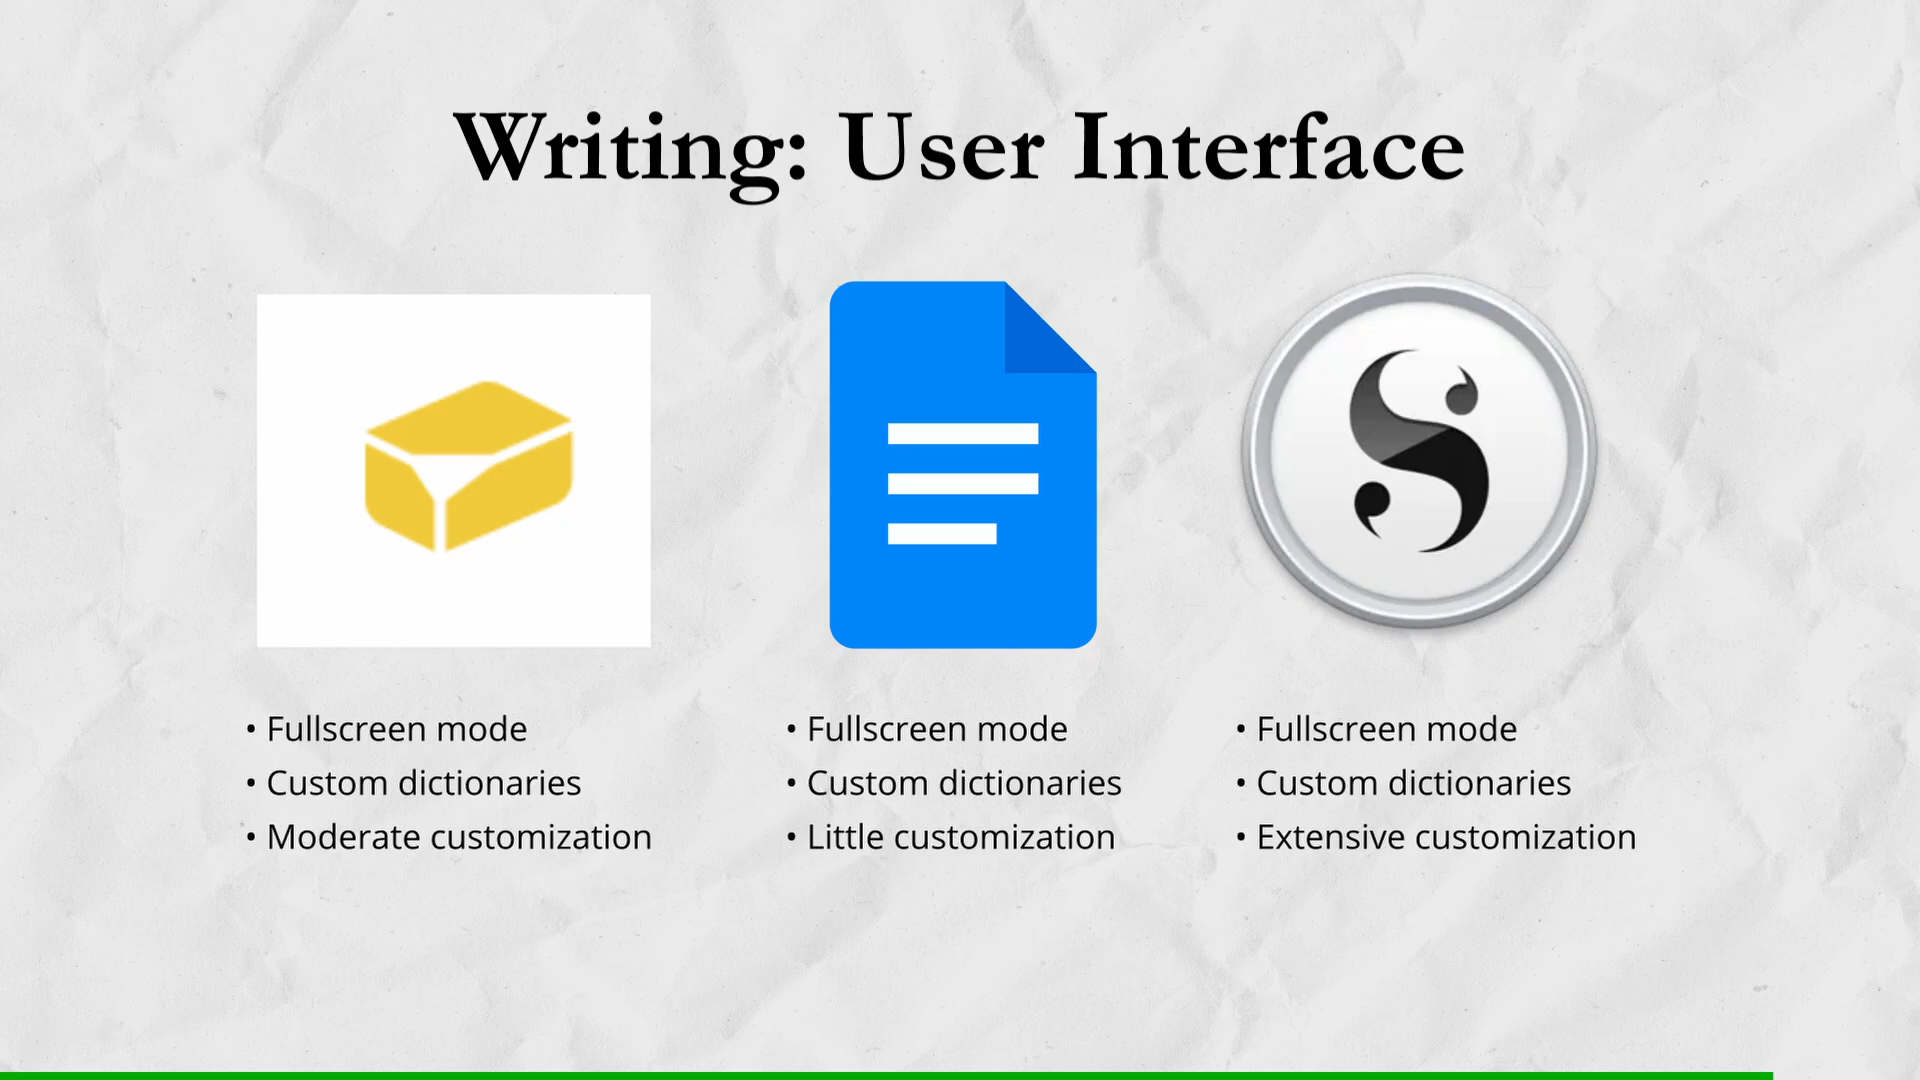 Writing: User Interface
• Fullscreen mode
• Custom dictionaries
• Moderate customization
• Fullscreen mode
• Custom dictionaries
• Little customization
• Fullscreen mode
• Custom dictionaries
• Extensive customization